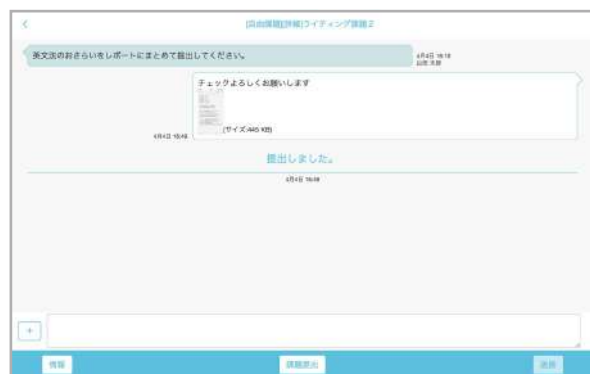 [自由課題][詳細]ライティング課題2
英文法のおさらいをレポートにまとめて提出してください。
チェックよろしくお願いします
[サイズ:445 KB]
提出しました。
+
情報
課題提出
送信